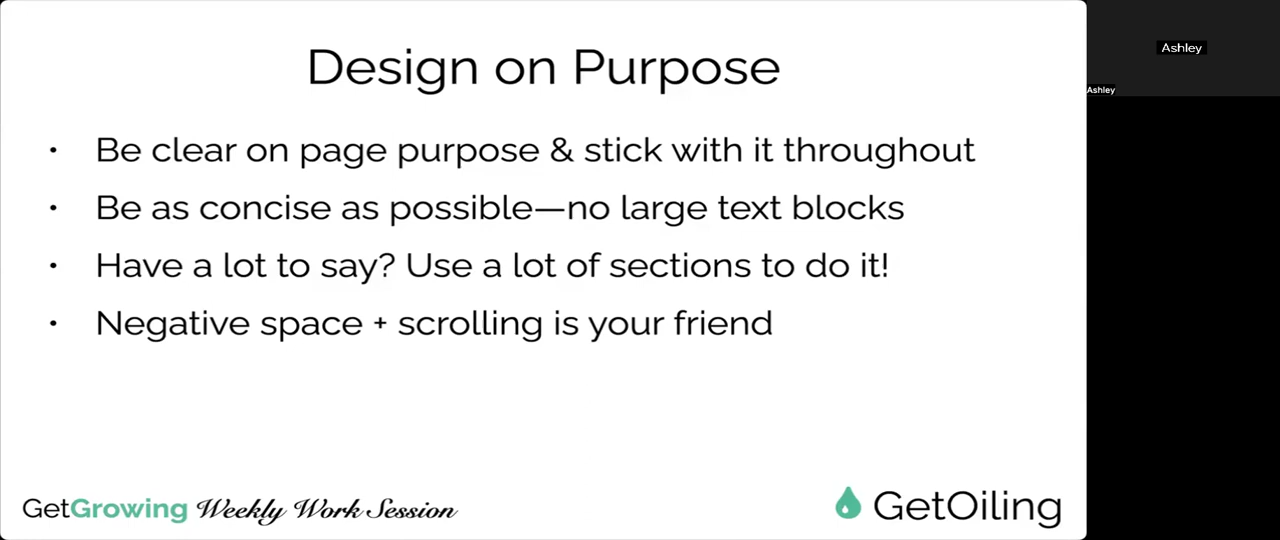 Design on Purpose
• Be clear on page purpose & stick with it throughout
• Be as concise as possible—no large text blocks
• Have a lot to say? Use a lot of sections to do it!
• Negative space + scrolling is your friend
GetGrowing Weekly Work Session
GetOiling
Ashley
Ashley